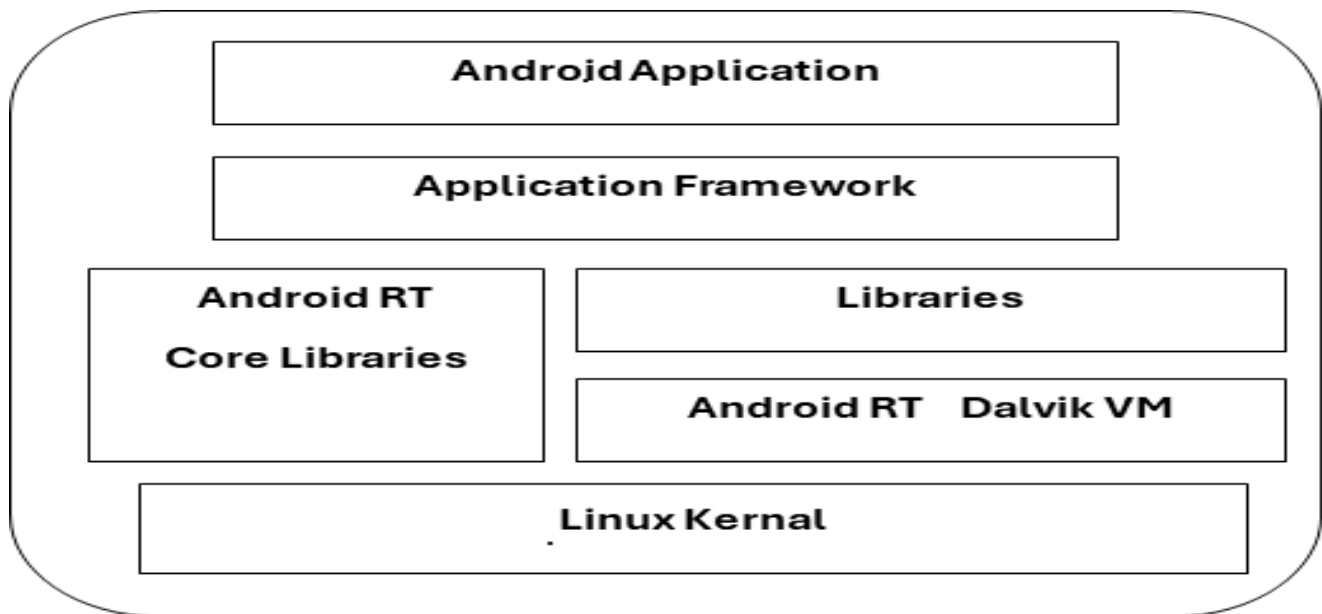 Android Application
Application Framework
Android RT
Core Libraries
Libraries
Android RT Dalvik VM
Linux Kernal